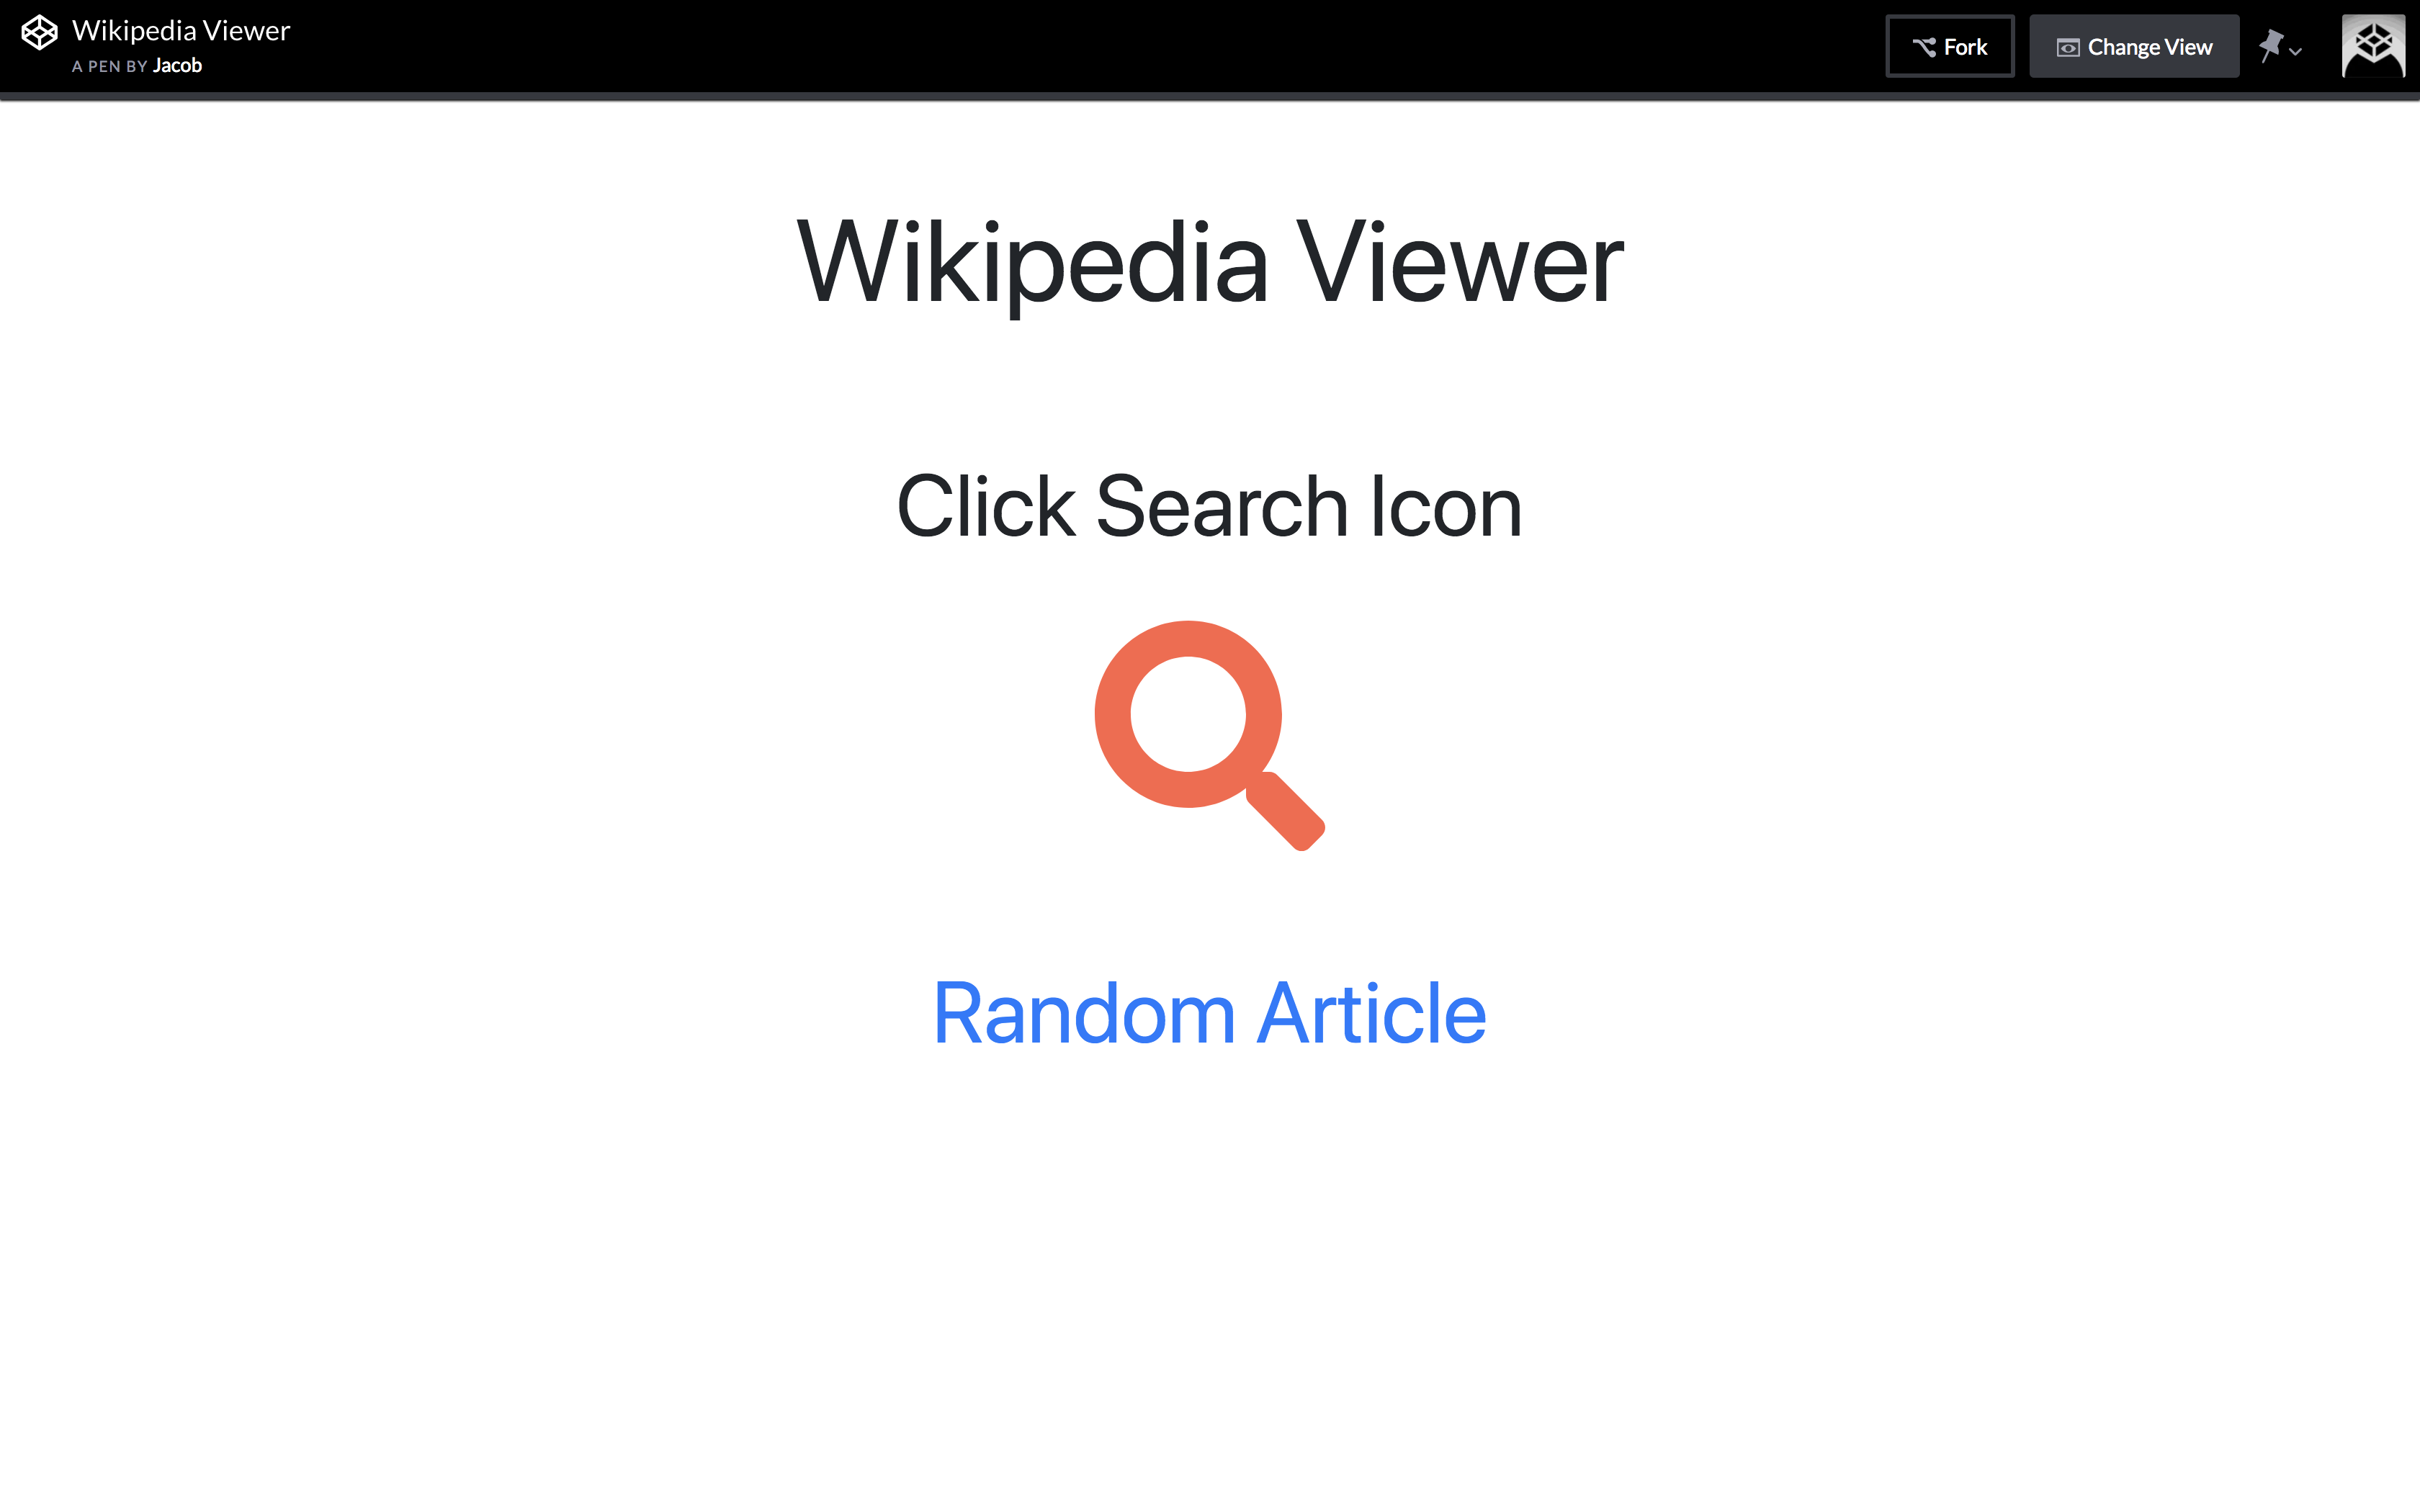 Wikipedia Viewer
A PEN BY Jacob
Fork
Change View
Wikipedia Viewer
Click Search Icon
Random Article